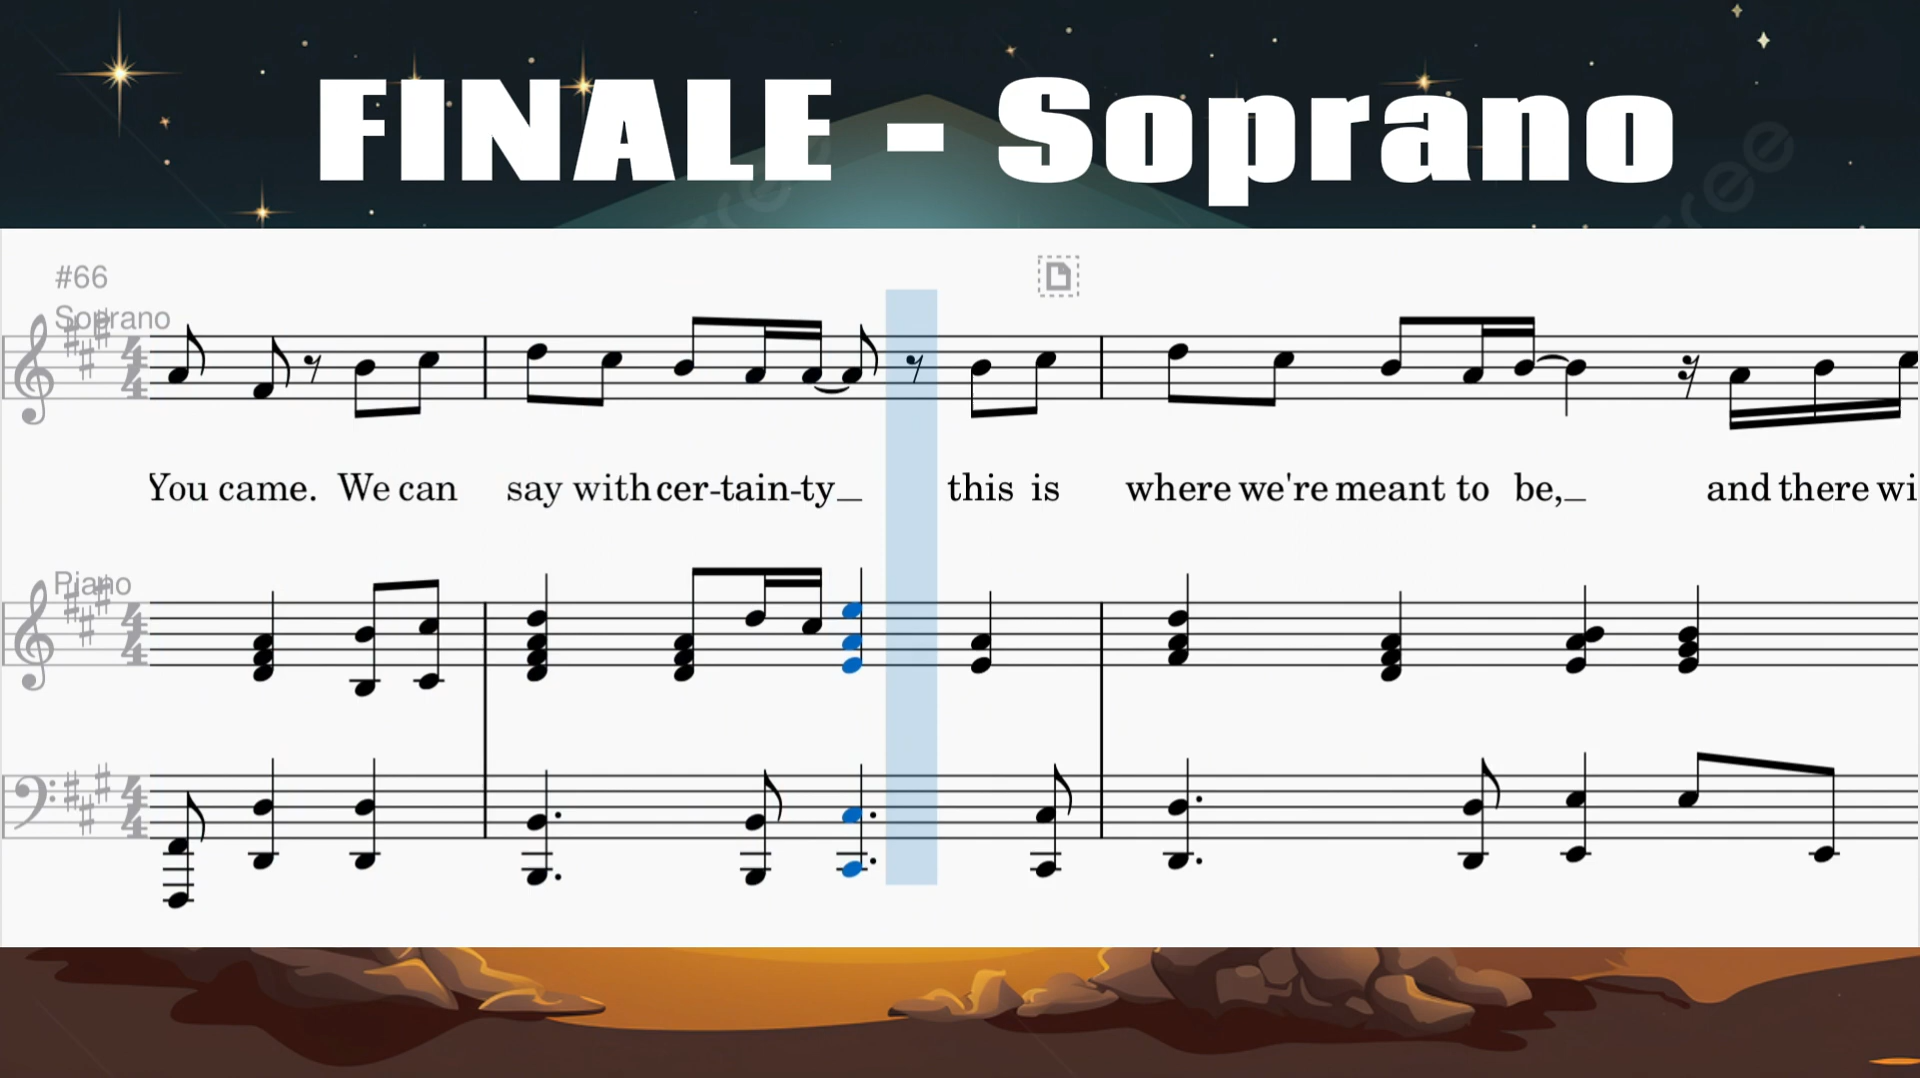 FINALE - Soprano
#66
Soprano
You came. We can say with cer-tain-ty_ this is where we're meant to be,_ and there wi
Piano